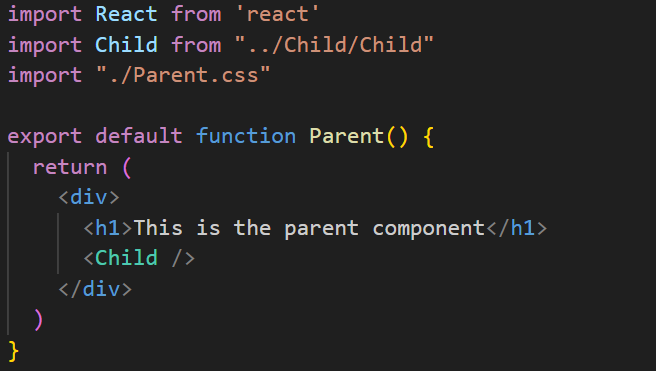 import React from 'react'
import Child from "../Child/Child"
import "./Parent.css"

export default function Parent() {
  return (
    <div>
      <h1>This is the parent component</h1>
      <Child />
    </div>
  )
}